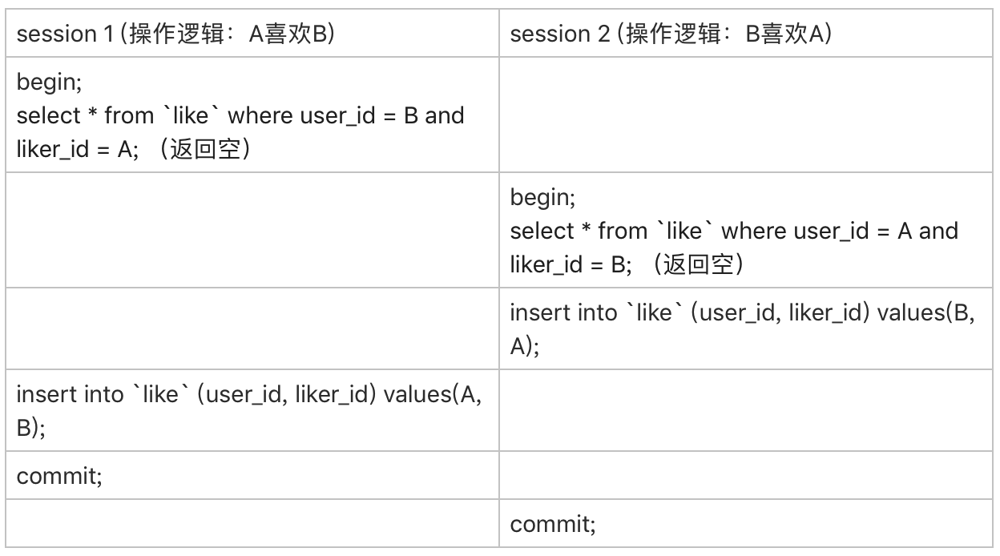 session 1 (操作逻辑：A喜欢B)
session 2 (操作逻辑：B喜欢A)
begin;
select * from `like` where user_id = B and
liker_id = A; （返回空）
begin;
select * from `like` where user_id = A and
liker_id = B; （返回空）
insert into `like` (user_id, liker_id) values(B,
A);
insert into `like` (user_id, liker_id) values(A,
B);
commit;
commit;